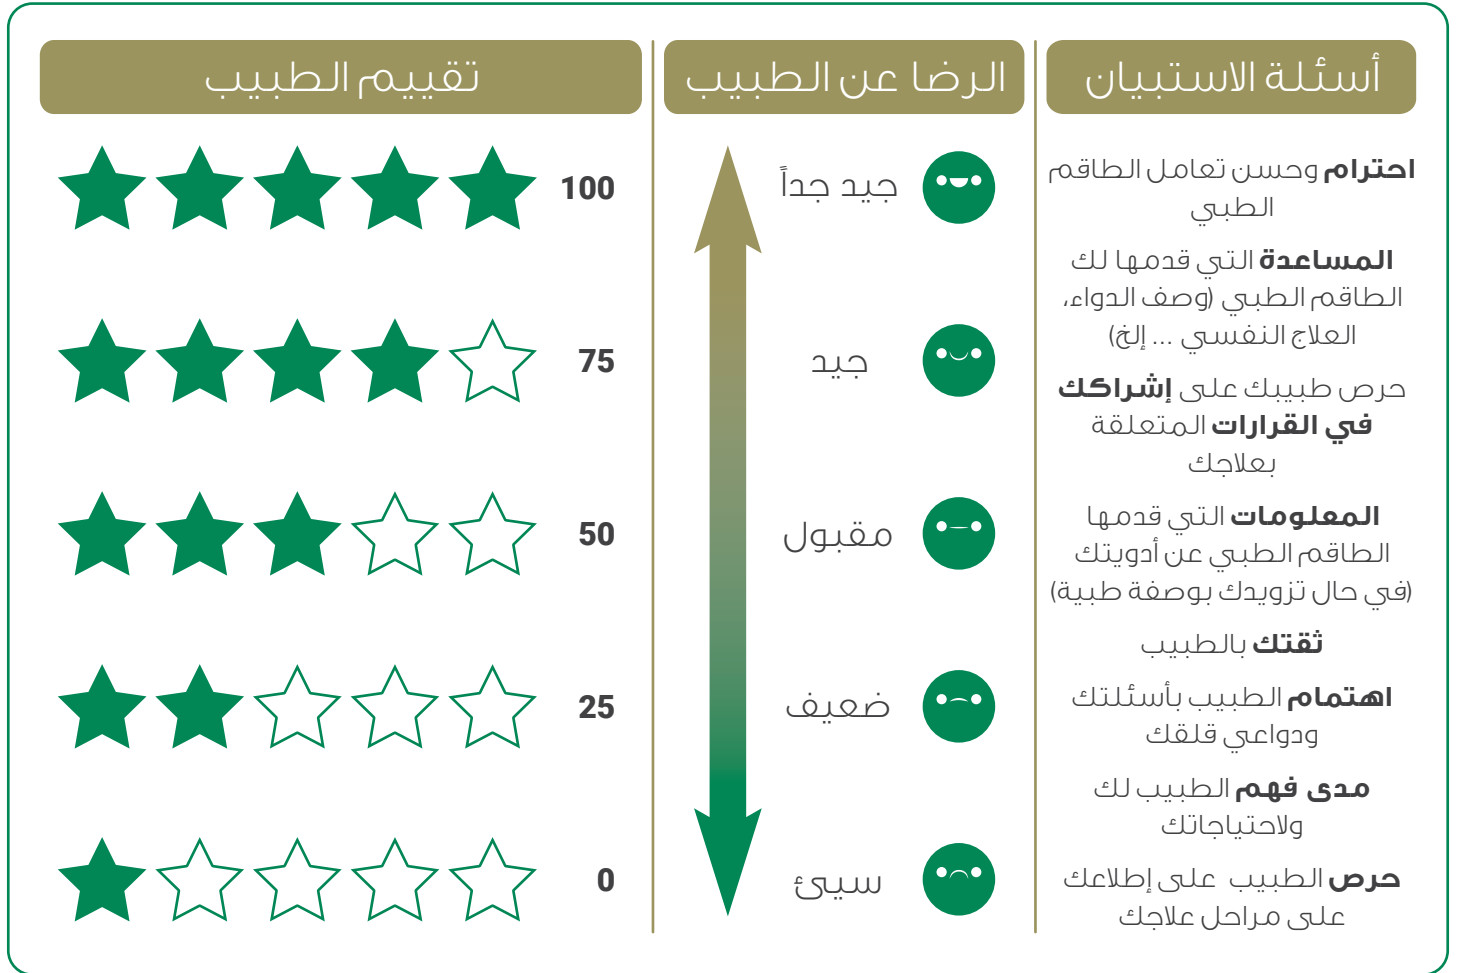 أسئلة الاستبيان
احترام وحسن تعامل الطاقم
الطبي
المساعدة التي قدمها لك
الطاقم الطبي (وصف الدواء،
العلاج النفسي ... إلخ)
حرص طبيبك على إشراكك
في القرارات المتعلقة
بعلاجك
المعلومات التي قدمها
الطاقم الطبي عن أدويتك
(في حال تزويدك بوصفة طبية)
ثقتك بالطبيب
اهتمام الطبيب بأسئلتك
ودواعي قلقك
مدى فهم الطبيب لك
ولاحتياجاتك
حرص الطبيب على إطلاعك
على مراحل علاجك
الرضا عن الطبيب
جيد جداً
جيد
مقبول
ضعيف
سيئ
تقييم الطبيب
100
75
50
25
0